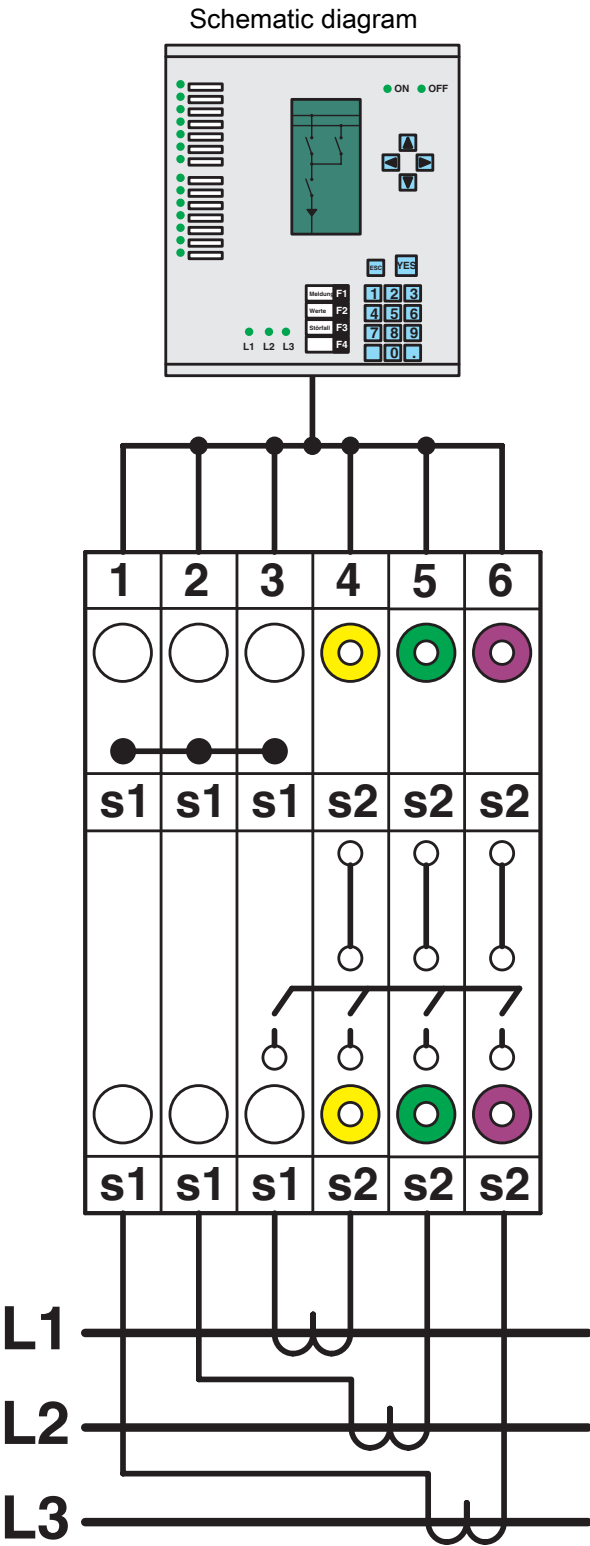 Schematic diagram
ON OFF
ESC YES
Meldung F1 1 2 3
Werte F2 4 5 6
Störfall F3 7 8 9
L1 L2 L3 F4 0 .
1 2 3 4 5 6
s1 s1 s1 s2 s2 s2
s1 s1 s1 s2 s2 s2
L1
L2
L3